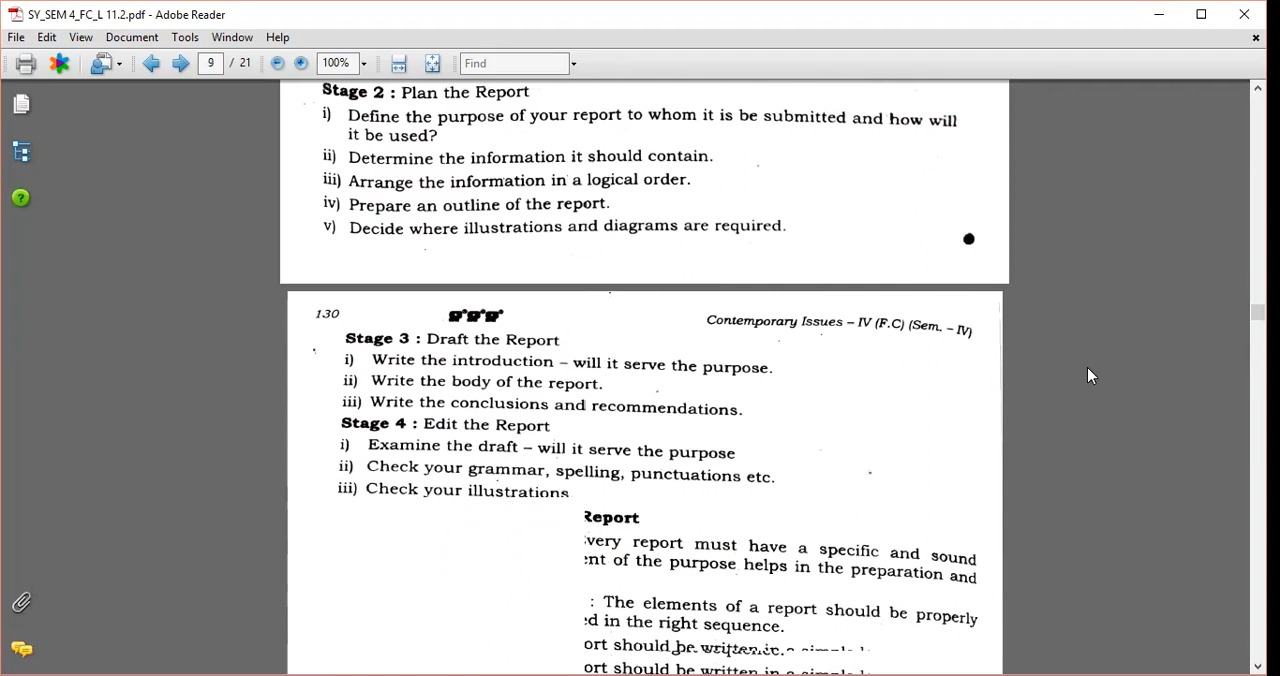 SY_SEM 4_FC_L 11.2.pdf - Adobe Reader
File Edit View Document Tools Window Help
9 / 21 100% Find
Stage 2 : Plan the Report
i) Define the purpose of your report to whom it is be submitted and how will
it be used?
ii) Determine the information it should contain.
iii) Arrange the information in a logical order.
iv) Prepare an outline of the report.
v) Decide where illustrations and diagrams are required.
130 Contemporary Issues – IV (F.C) (Sem. – IV)
Stage 3 : Draft the Report
i) Write the introduction – will it serve the purpose.
ii) Write the body of the report.
iii) Write the conclusions and recommendations.
Stage 4 : Edit the Report
i) Examine the draft – will it serve the purpose
ii) Check your grammar, spelling, punctuations etc.
iii) Check your illustrations
Report
very report must have a specific and sound
ent of the purpose helps in the preparation and
: The elements of a report should be properly
ed in the right sequence.
ort should be written in a simple
ort should be written in a simple